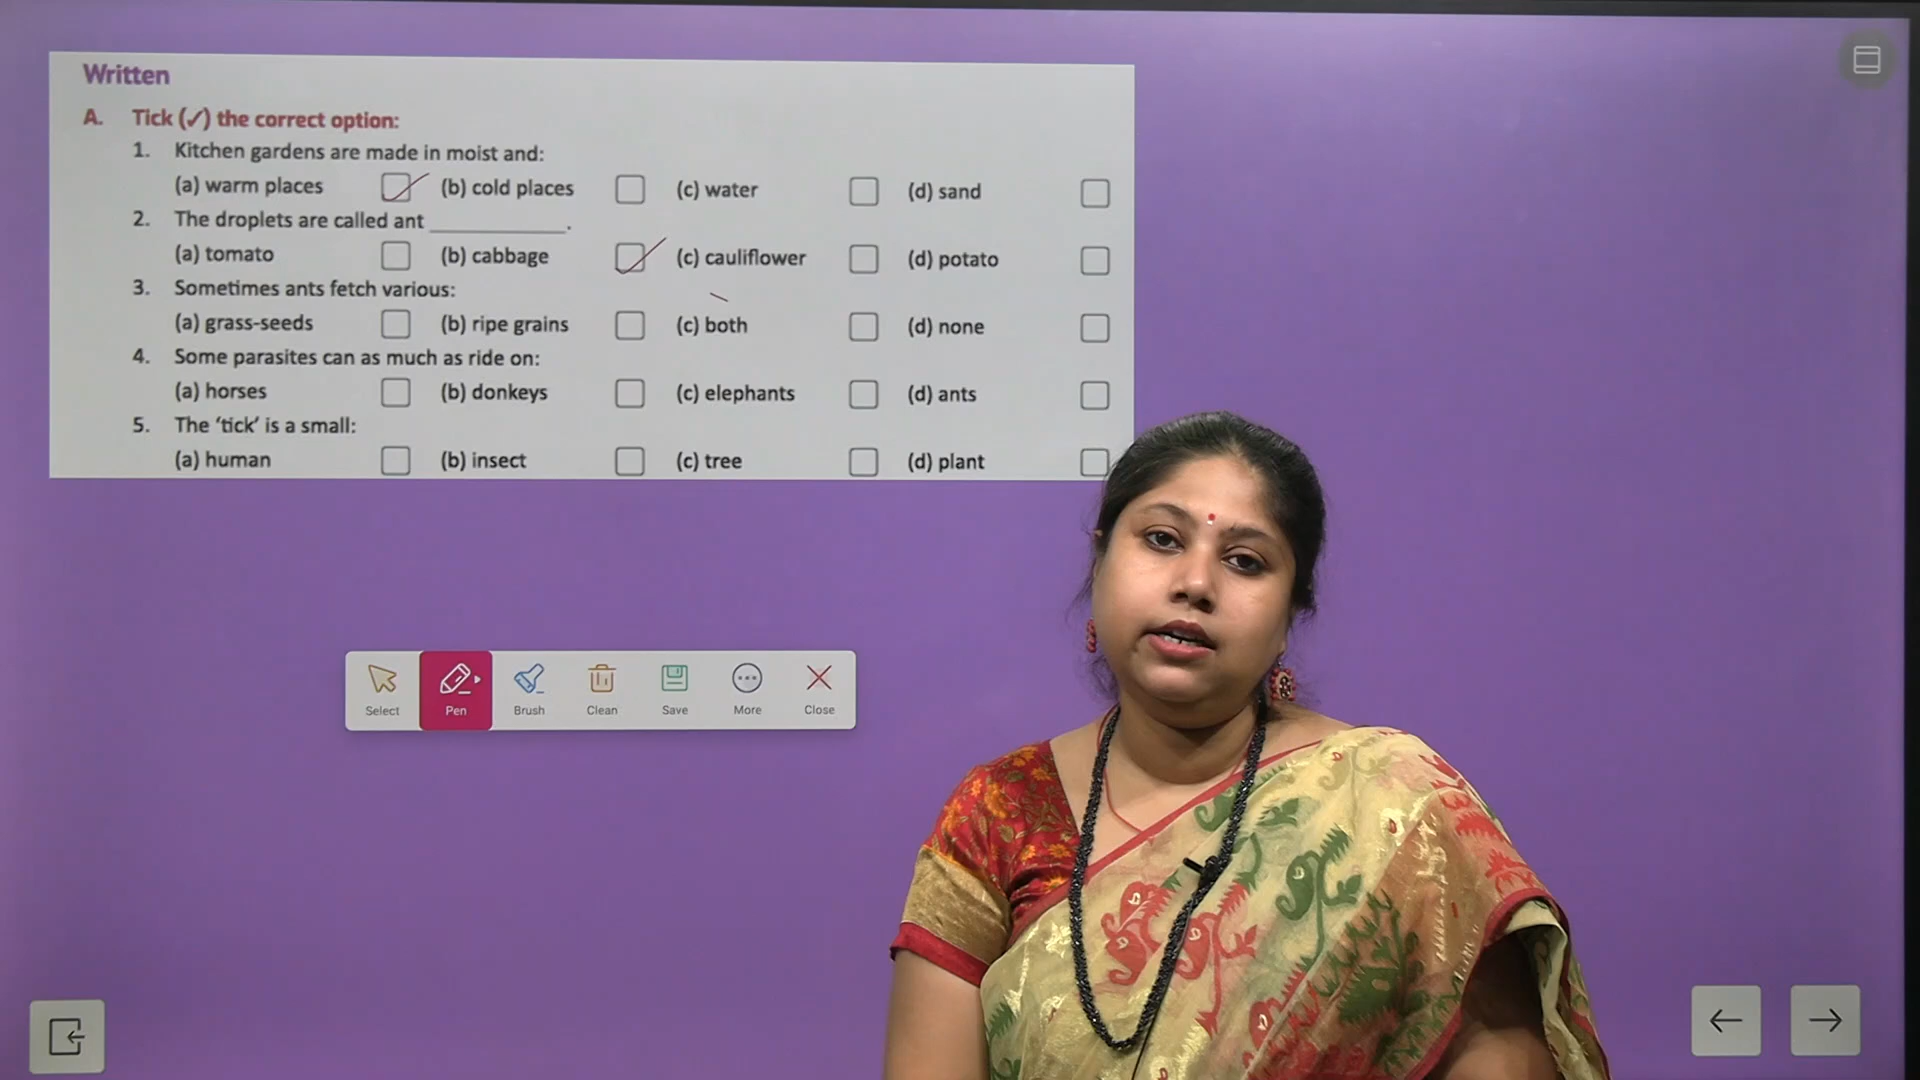 Written
A. Tick (✓) the correct option:
1. Kitchen gardens are made in moist and:
(a) warm places (b) cold places (c) water (d) sand
2. The droplets are called ant ____________.
(a) tomato (b) cabbage (c) cauliflower (d) potato
3. Sometimes ants fetch various:
(a) grass-seeds (b) ripe grains (c) both (d) none
4. Some parasites can as much as ride on:
(a) horses (b) donkeys (c) elephants (d) ants
5. The ‘tick’ is a small:
(a) human (b) insect (c) tree (d) plant
Select Pen Brush Clean Save More Close